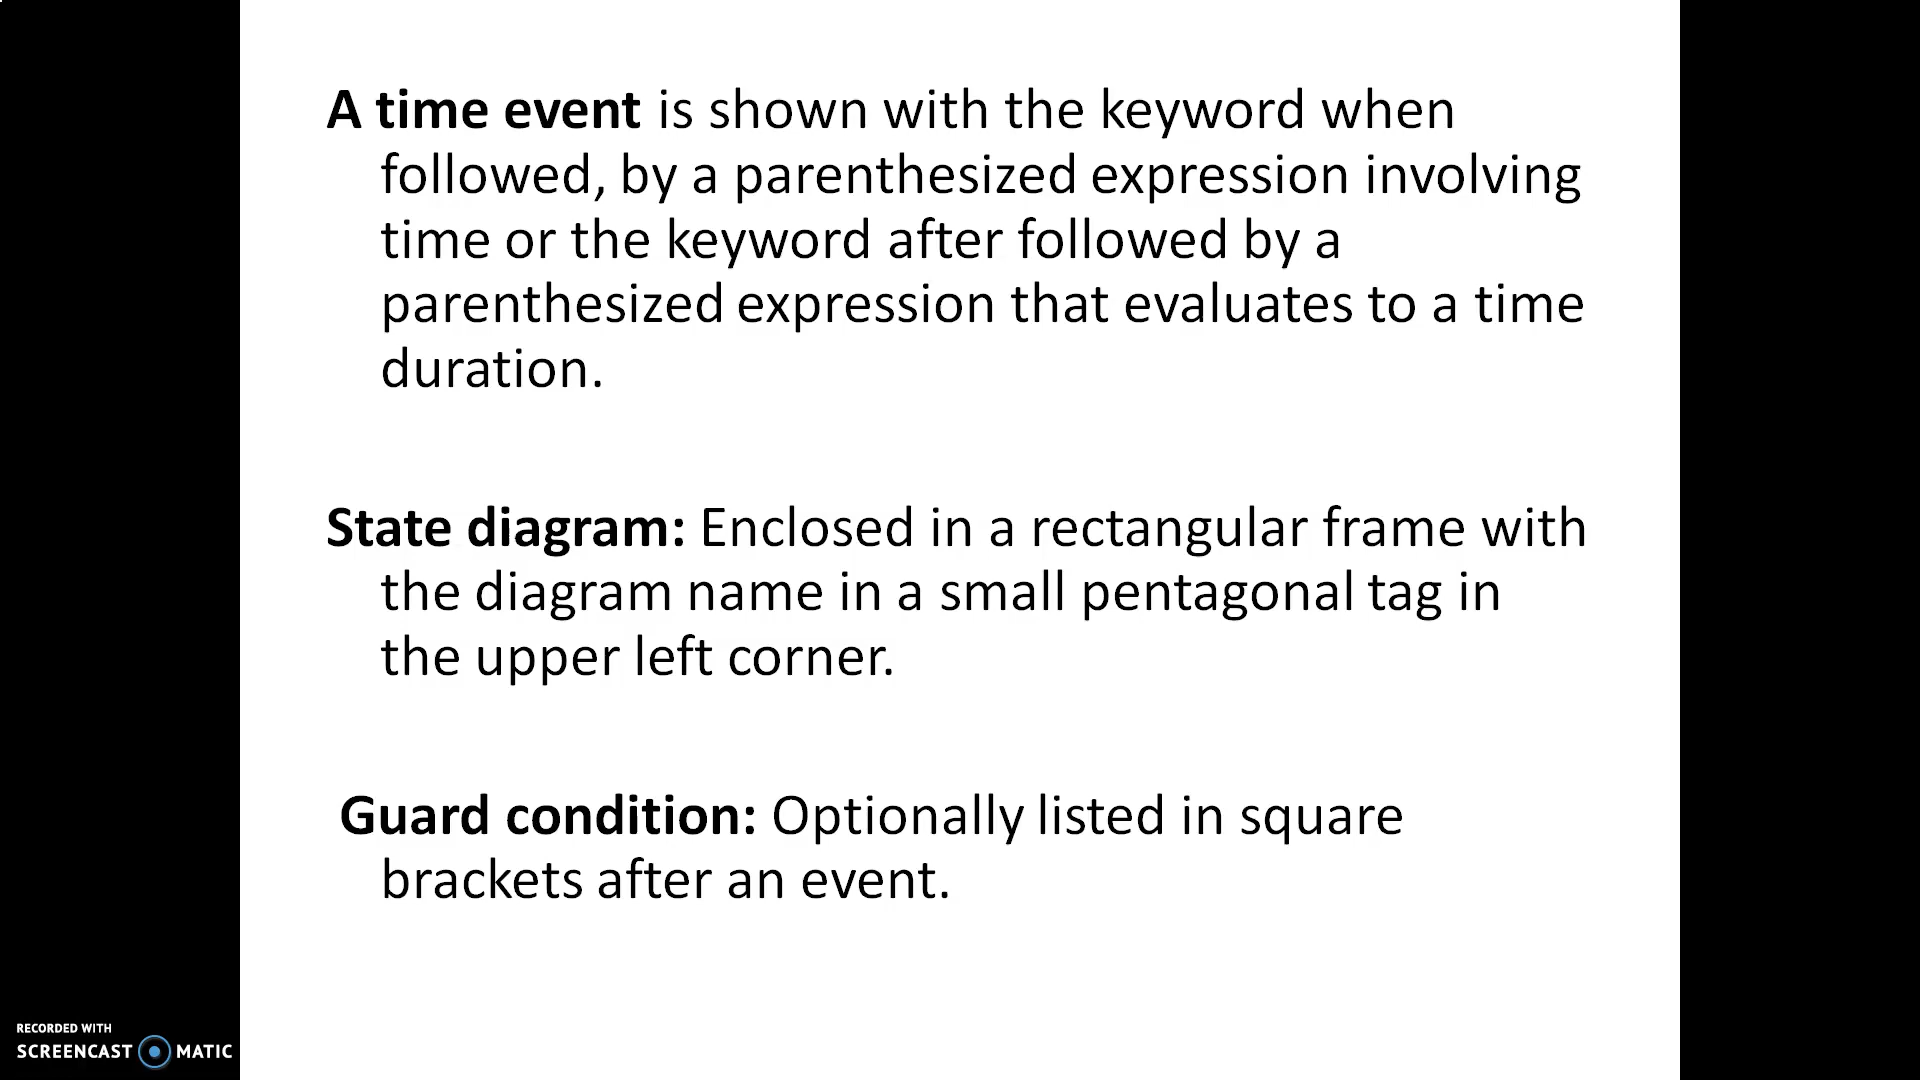 A time event is shown with the keyword when
followed, by a parenthesized expression involving
time or the keyword after followed by a
parenthesized expression that evaluates to a time
duration.
State diagram: Enclosed in a rectangular frame with
the diagram name in a small pentagonal tag in
the upper left corner.
Guard condition: Optionally listed in square
brackets after an event.
RECORDED WITH
SCREENCAST MATIC